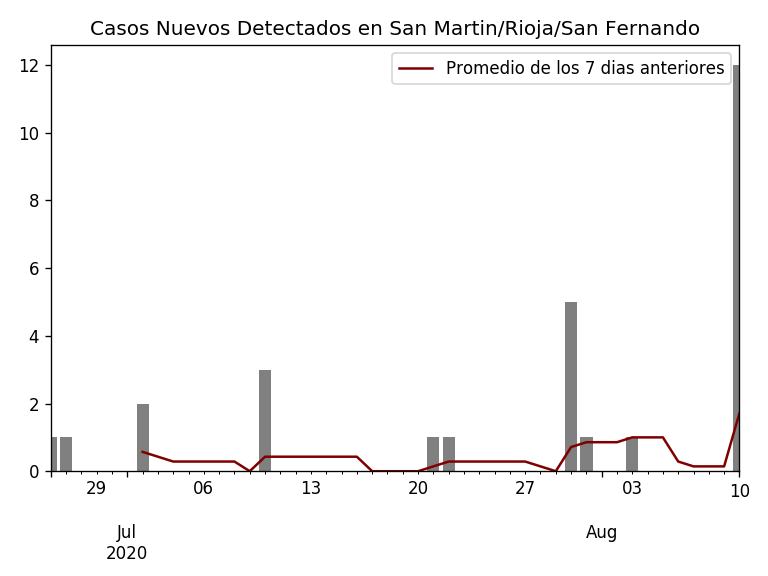 Casos Nuevos Detectados en San Martin/Rioja/San Fernando
Promedio de los 7 dias anteriores
12
10
8
6
4
2
0
29 06 13 20 27 03 10
Jul Aug
2020